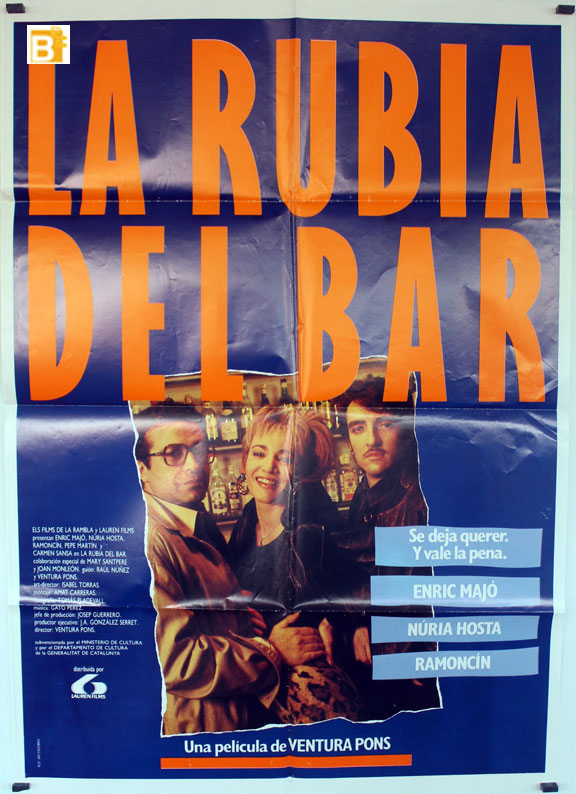 B
LA RUBIA
DEL BAR
ELS FILMS DE LA RAMBLA y LAUREN FILMS
presentan ENRIC MAJÓ, NÚRIA HOSTA,
RAMONCÍN, PEPE MARTÍN y
CARMEN SANSA en LA RUBIA DEL BAR.
colaboración especial de MARY SANTPERE
y JOAN MONLEÓN. guión: RAÚL NÚÑEZ
y VENTURA PONS.
art-director: ISABEL TORRAS.
montaje: AMAT CARRERAS.
fotografía: TOMÀS PLADEVALL.
música: GATO PÉREZ.
jefe de producción: JOSEP GUERRERO.
productor ejecutivo: J.A. GONZÁLEZ SERRET.
director: VENTURA PONS.
subvencionada por el MINISTERIO DE CULTURA
y por el DEPARTAMENTO DE CULTURA
de la GENERALITAT DE CATALUNYA
distribuida por
LAUREN FILMS
Se deja querer.
Y vale la pena.
ENRIC MAJÓ
NÚRIA HOSTA
RAMONCÍN
Una película de VENTURA PONS